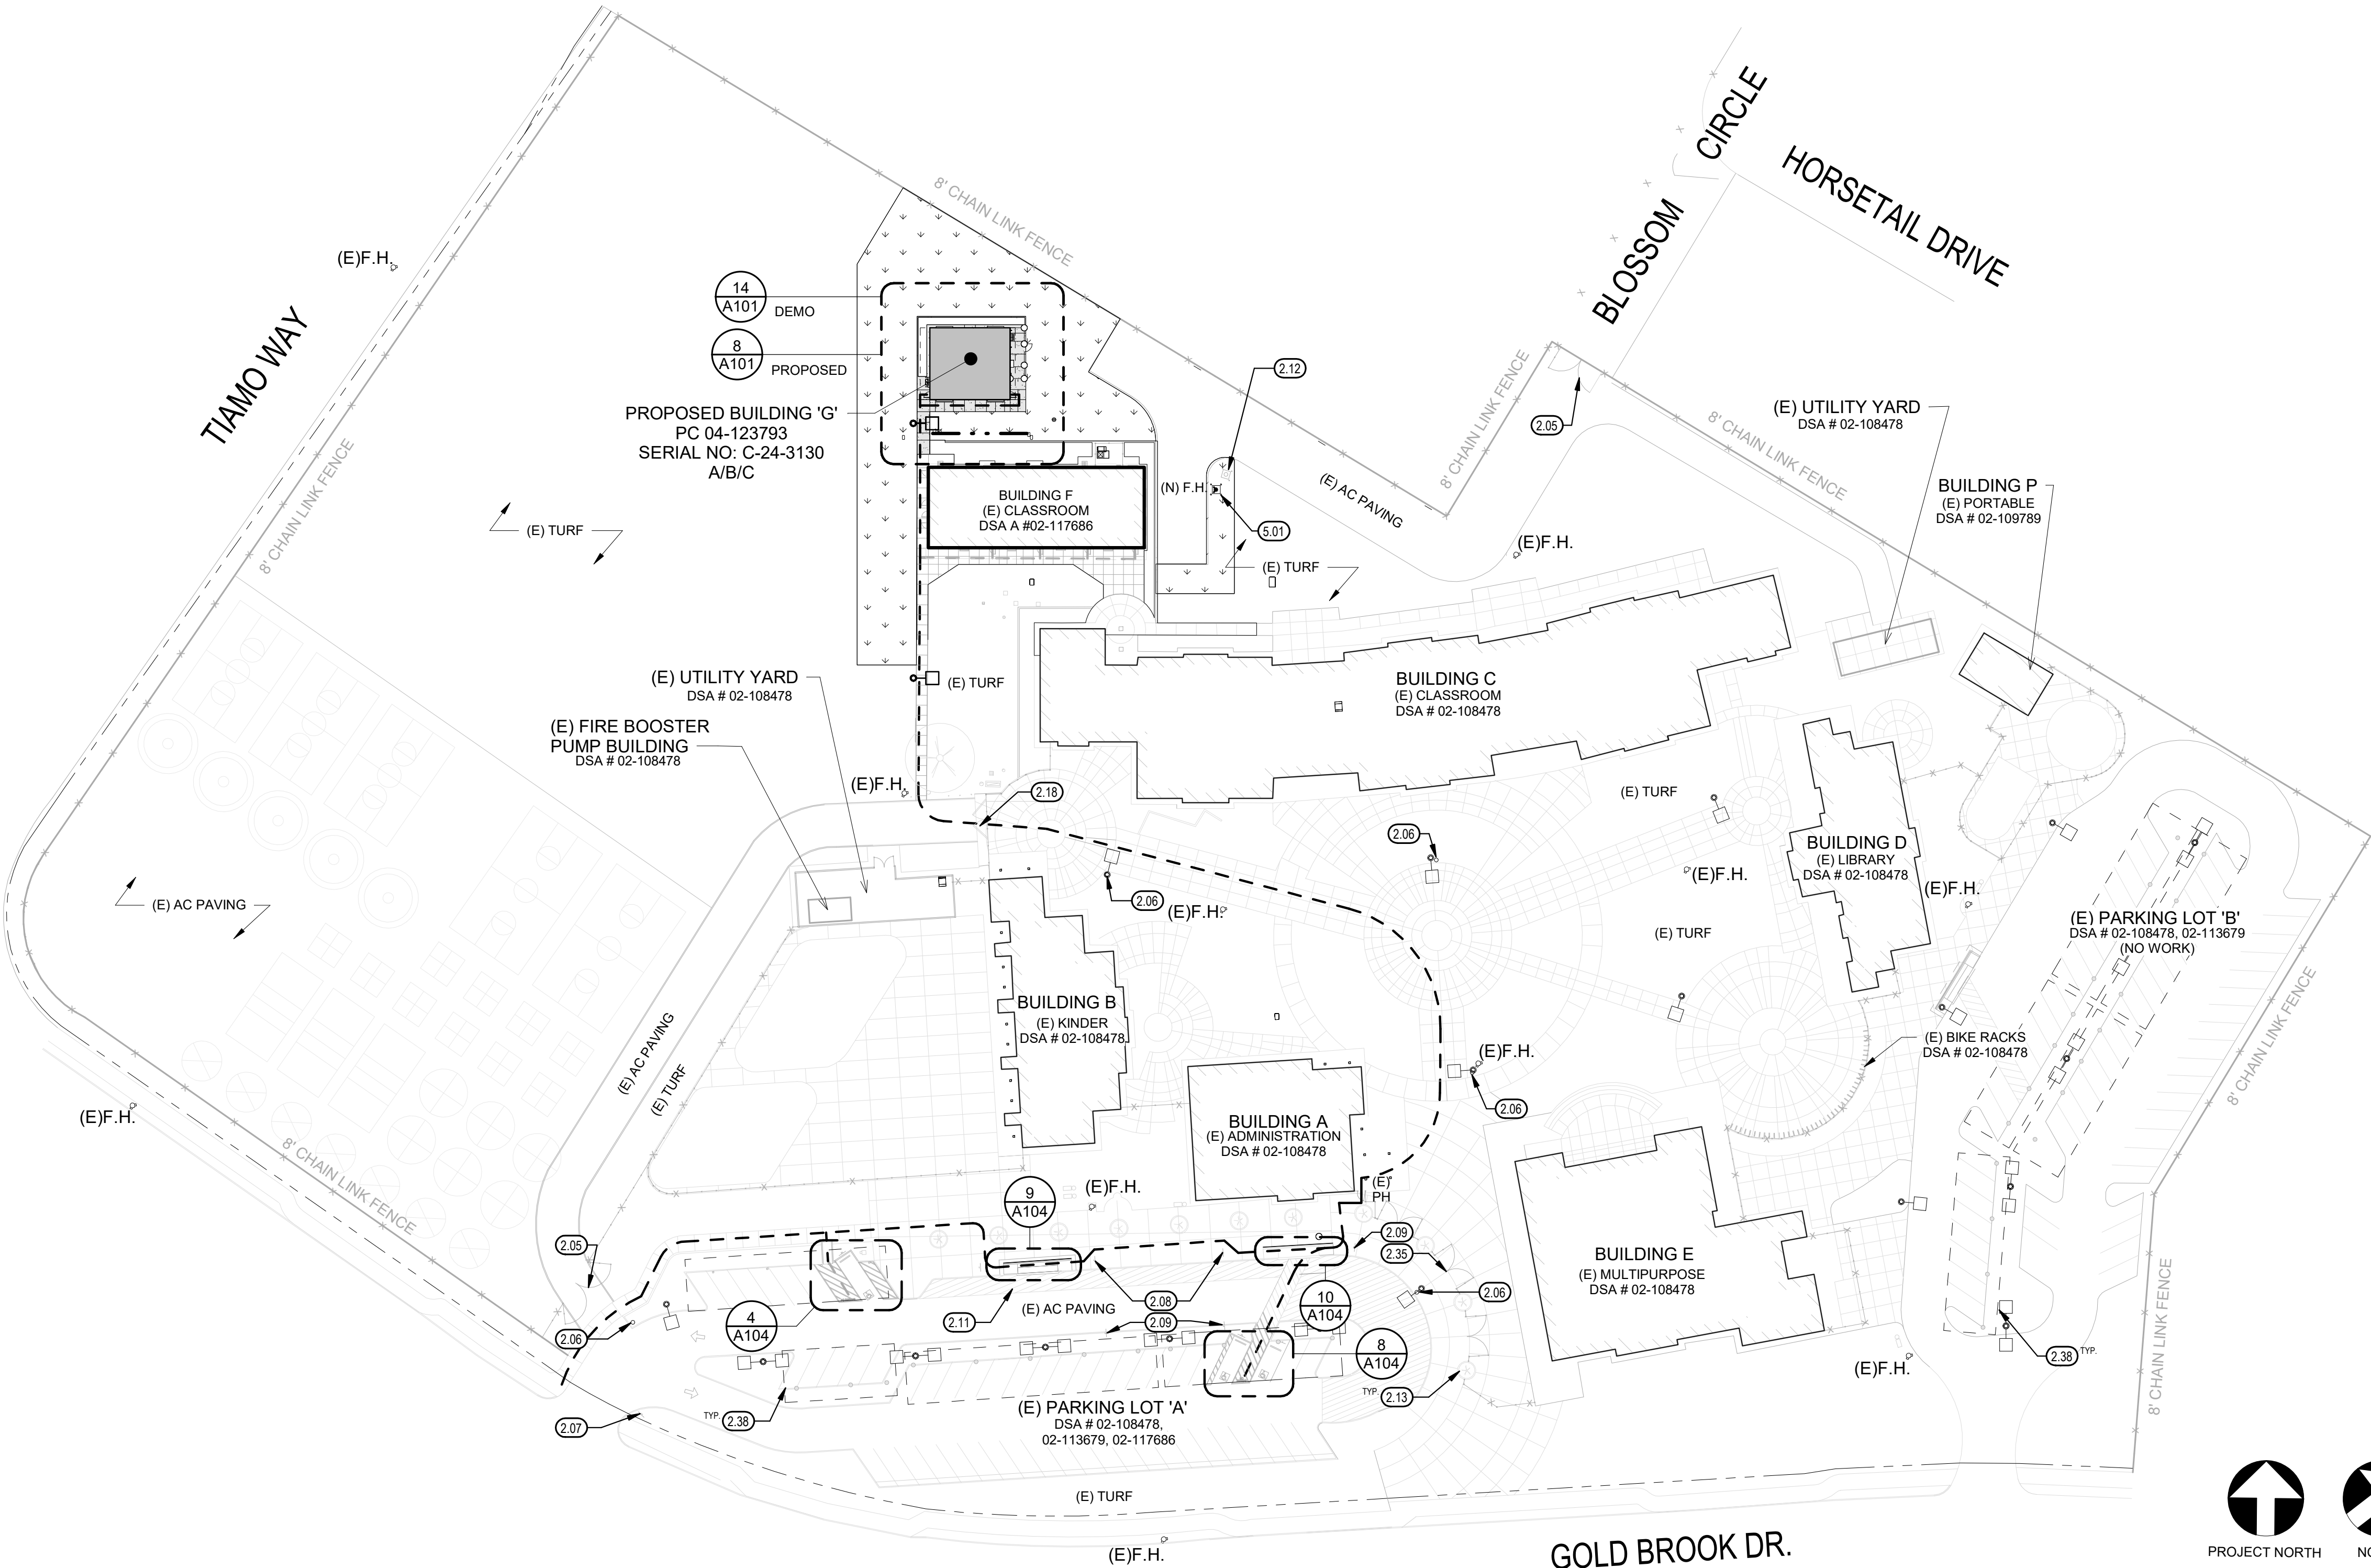 TIAMO WAY
(E)F.H.
8' CHAIN LINK FENCE
8' CHAIN LINK FENCE
BLOSSOM CIRCLE
HORSETAIL DRIVE
14
A101
DEMO
8
A101
PROPOSED
PROPOSED BUILDING 'G'
PC 04-123793
SERIAL NO: C-24-3130
A/B/C
2.12
8' CHAIN LINK FENCE
2.05
8' CHAIN LINK FENCE
(E) UTILITY YARD
DSA # 02-108478
BUILDING P
(E) PORTABLE
DSA # 02-109789
(E) TURF
BUILDING F
(E) CLASSROOM
DSA A #02-117686
(N) F.H.
5.01
(E) AC PAVING
(E) TURF
(E)F.H.
BUILDING C
(E) CLASSROOM
DSA # 02-108478
(E) UTILITY YARD
DSA # 02-108478
(E) TURF
(E) FIRE BOOSTER
PUMP BUILDING
DSA # 02-108478
(E)F.H.
2.18
(E) TURF
2.06
2.06
(E)F.H.
(E)F.H.
BUILDING D
(E) LIBRARY
DSA # 02-108478
(E)F.H.
(E) PARKING LOT 'B'
DSA # 02-108478, 02-113679
(NO WORK)
(E) AC PAVING
(E) TURF
BUILDING B
(E) KINDER
DSA # 02-108478
(E) AC PAVING
(E) TURF
(E) BIKE RACKS
DSA # 02-108478
8' CHAIN LINK FENCE
(E)F.H.
2.06
(E)F.H.
8' CHAIN LINK FENCE
BUILDING A
(E) ADMINISTRATION
DSA # 02-108478
(E)
PH
9
A104
(E)F.H.
2.05
2.09
2.35
BUILDING E
(E) MULTIPURPOSE
DSA # 02-108478
2.06
2.06
4
A104
2.11
(E) AC PAVING
2.08
2.09
10
A104
8
A104
2.38 TYP.
8' CHAIN LINK FENCE
(E)F.H.
2.07
TYP. 2.38
TYP. 2.13
(E) PARKING LOT 'A'
DSA # 02-108478,
02-113679, 02-117686
(E) TURF
(E)F.H.
GOLD BROOK DR.
PROJECT NORTH